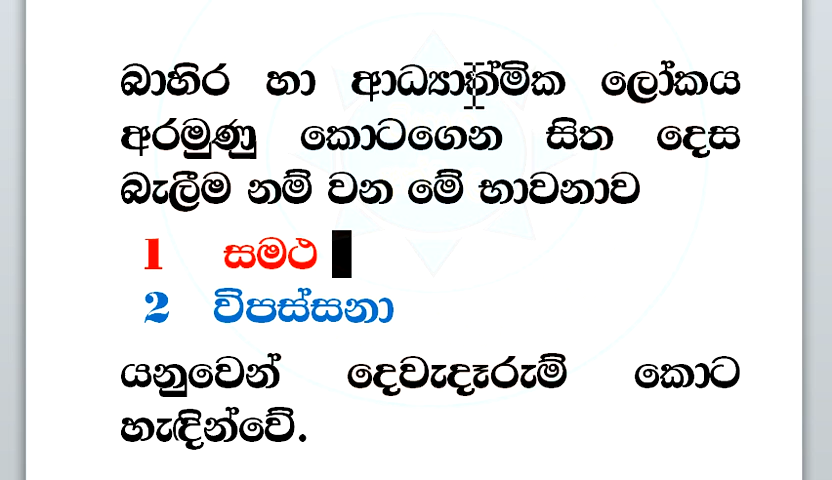 බාහිර හා ආධ්‍යාත්මික ලෝකය
අරමුණු කොටගෙන සිත දෙස
බැලීම නම් වන මේ භාවනාව
1 සමථ
2 විපස්සනා
යනුවෙන් දෙවැදෑරුම් කොට
හැඳින්වේ.